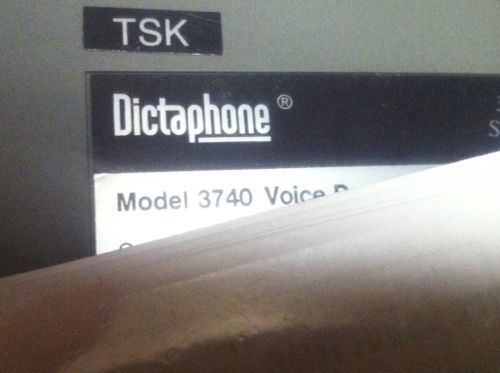 TSK
Dictaphone®
S
Model 3740 Voice